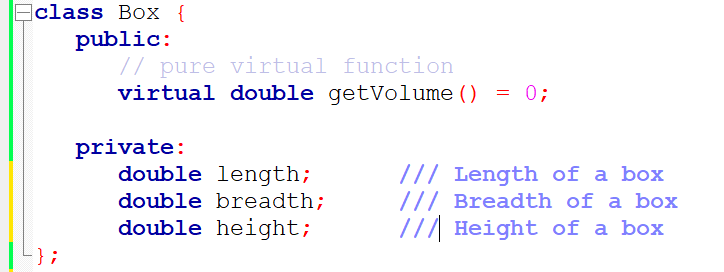 class Box {
   public:
      // pure virtual function
      virtual double getVolume() = 0;

   private:
      double length;      /// Length of a box
      double breadth;     /// Breadth of a box
      double height;      /// Height of a box
};